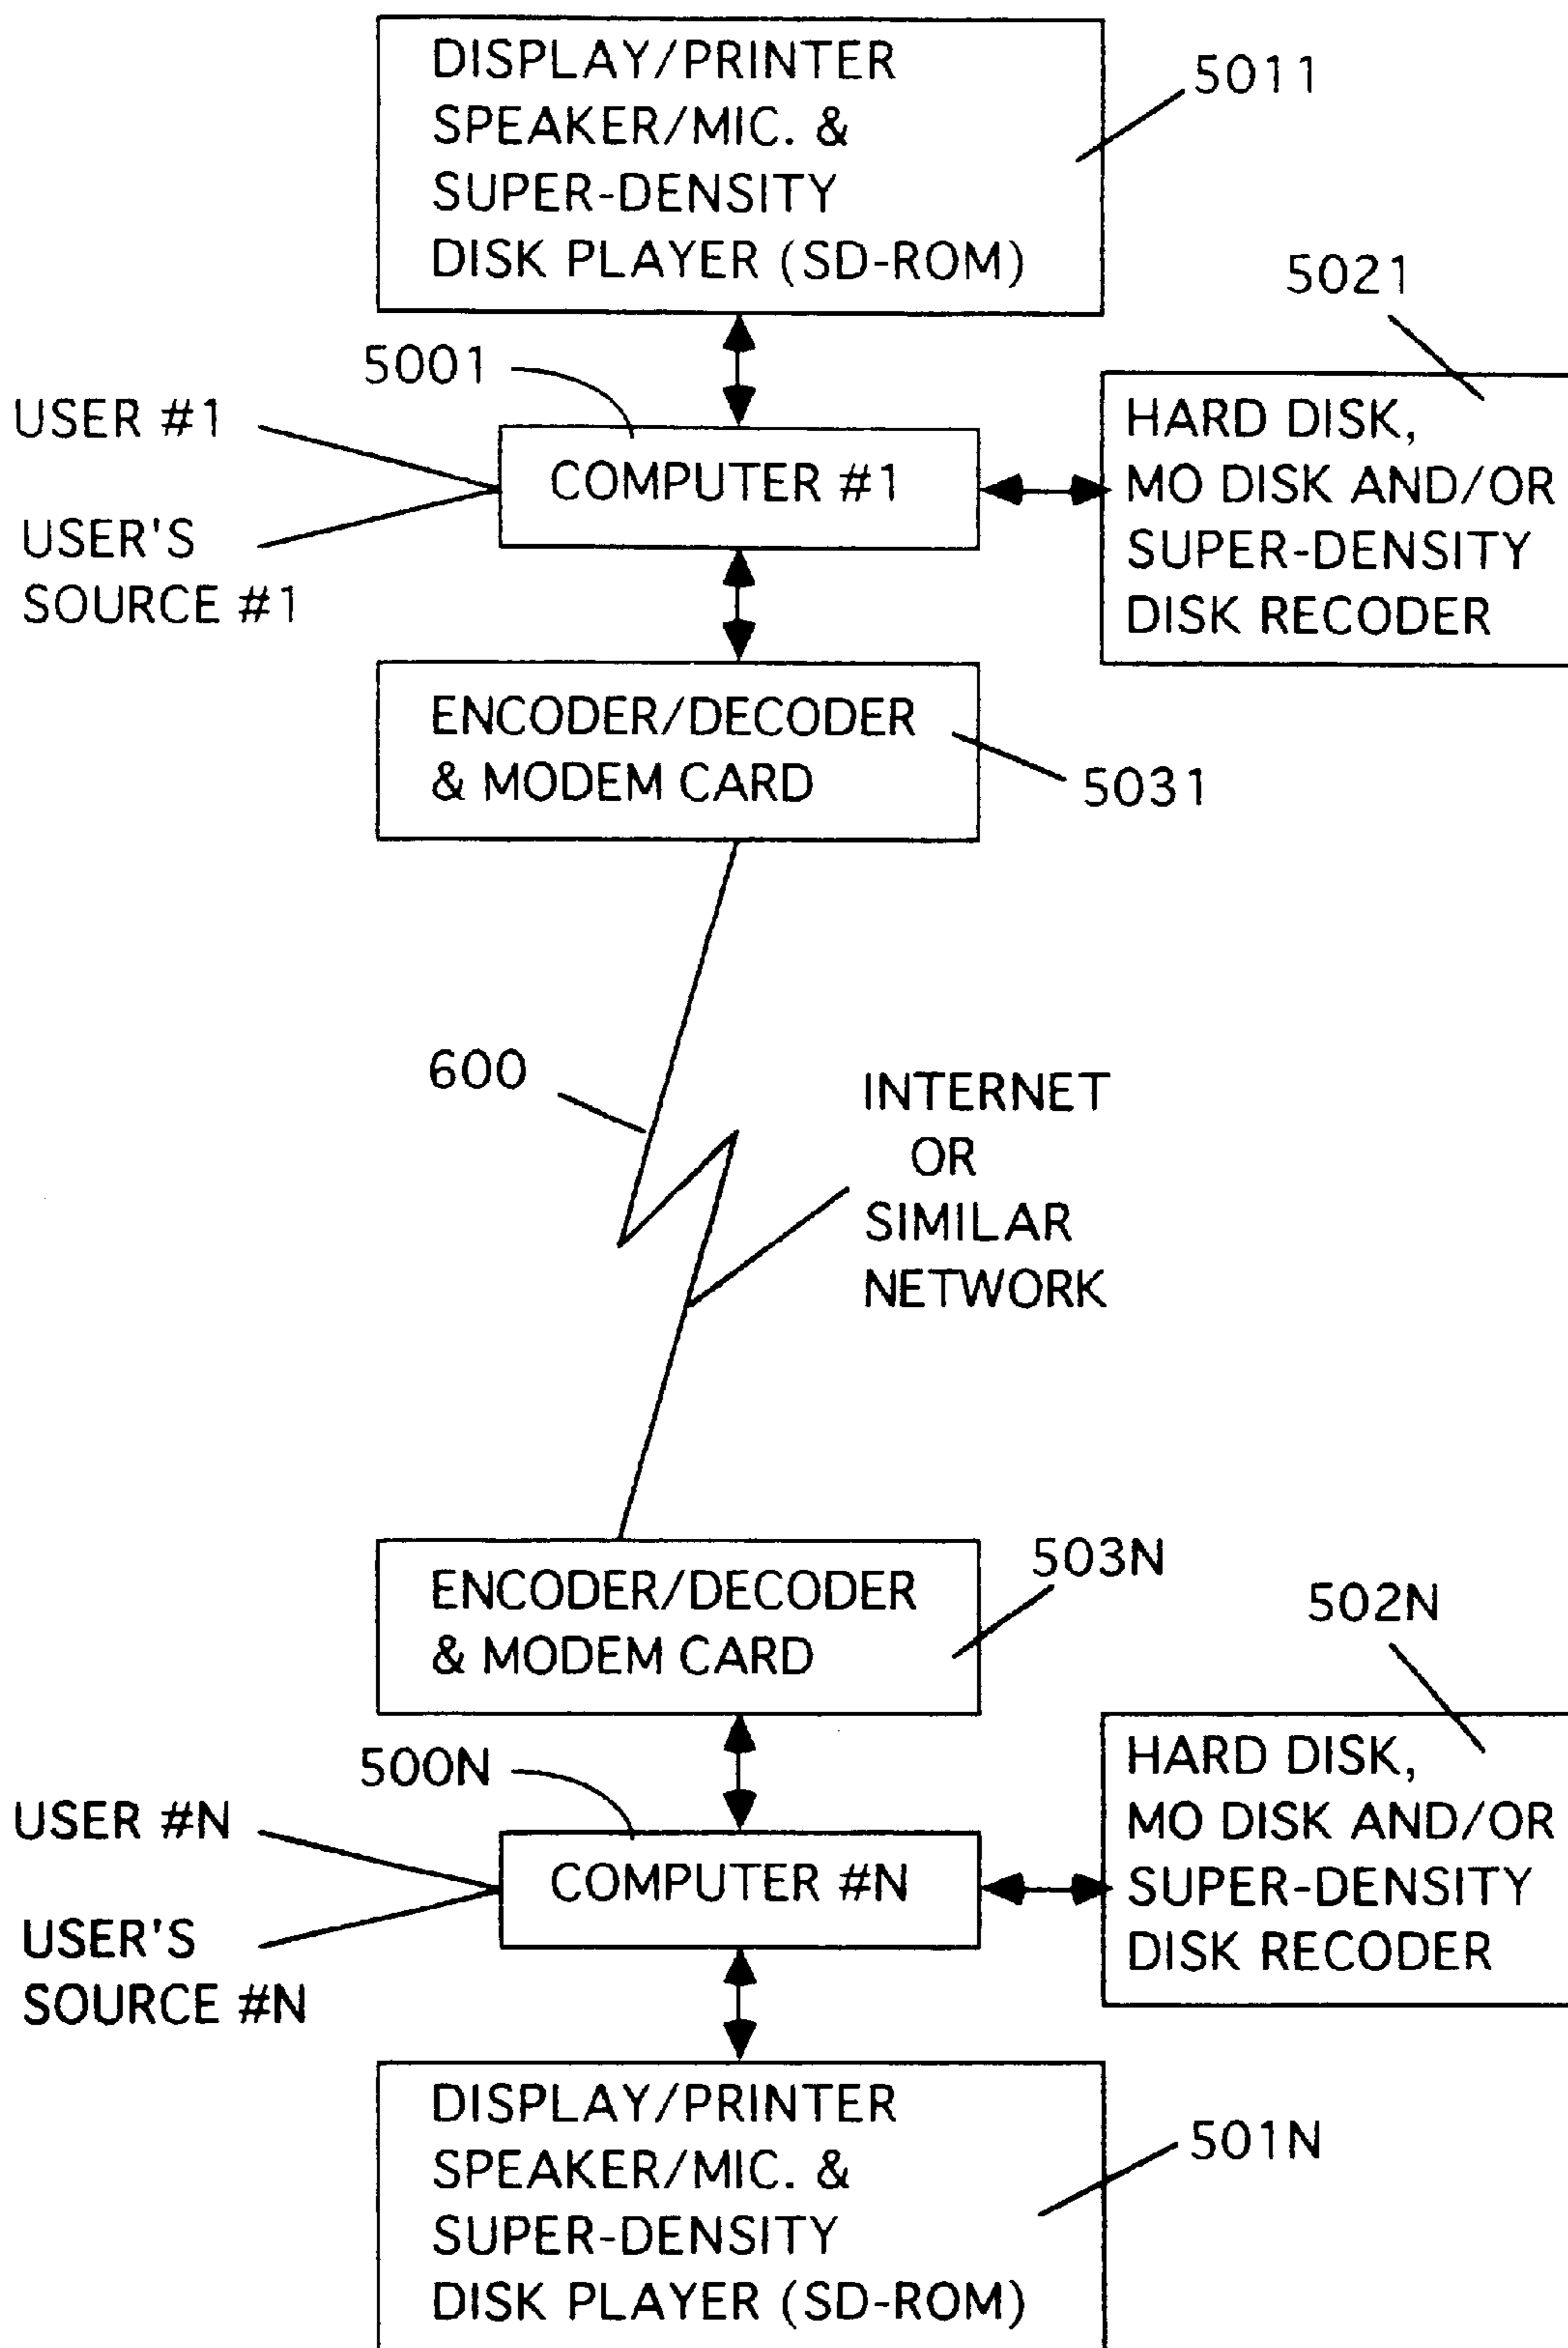 DISPLAY/PRINTER
SPEAKER/MIC. &
SUPER-DENSITY
DISK PLAYER (SD-ROM)
5011
5021
5001
USER #1
USER'S
SOURCE #1
COMPUTER #1
HARD DISK,
MO DISK AND/OR
SUPER-DENSITY
DISK RECODER
ENCODER/DECODER
& MODEM CARD
5031
600
INTERNET
OR
SIMILAR
NETWORK
ENCODER/DECODER
& MODEM CARD
503N
502N
500N
USER #N
USER'S
SOURCE #N
COMPUTER #N
HARD DISK,
MO DISK AND/OR
SUPER-DENSITY
DISK RECODER
DISPLAY/PRINTER
SPEAKER/MIC. &
SUPER-DENSITY
DISK PLAYER (SD-ROM)
501N